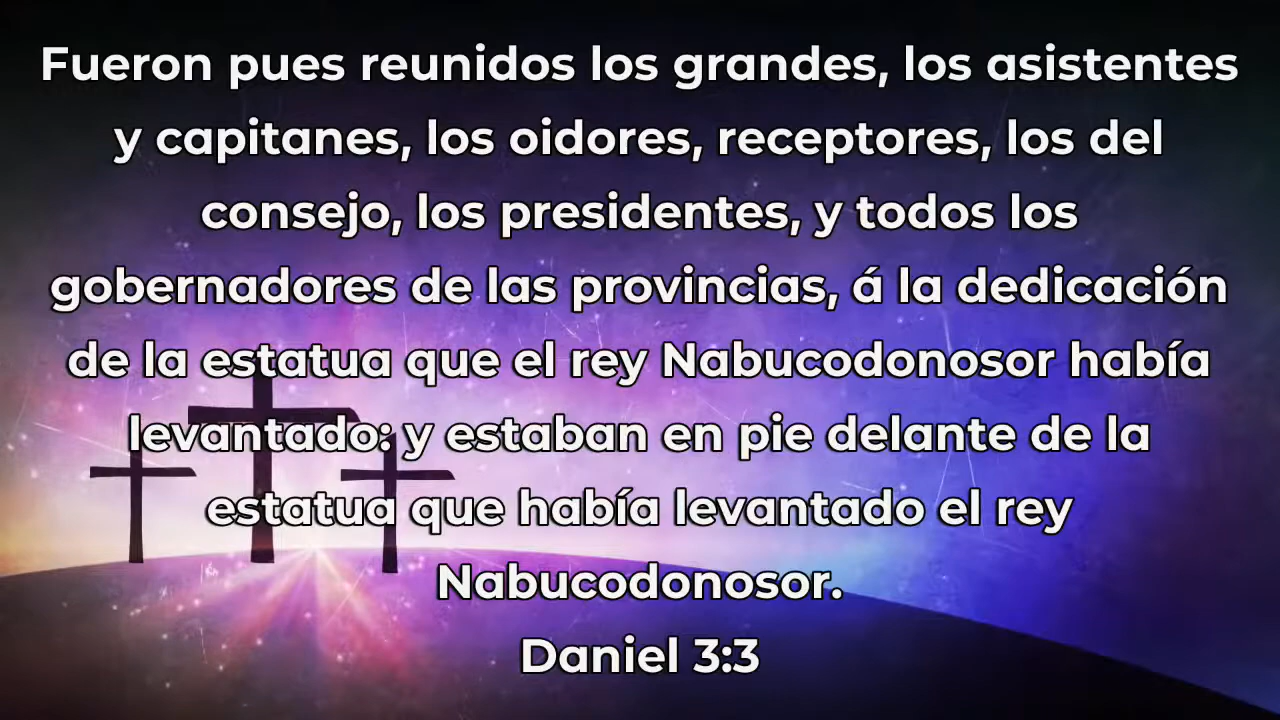 Fueron pues reunidos los grandes, los asistentes
y capitanes, los oidores, receptores, los del
consejo, los presidentes, y todos los
gobernadores de las provincias, á la dedicación
de la estatua que el rey Nabucodonosor había
levantado: y estaban en pie delante de la
estatua que había levantado el rey
Nabucodonosor.
Daniel 3:3